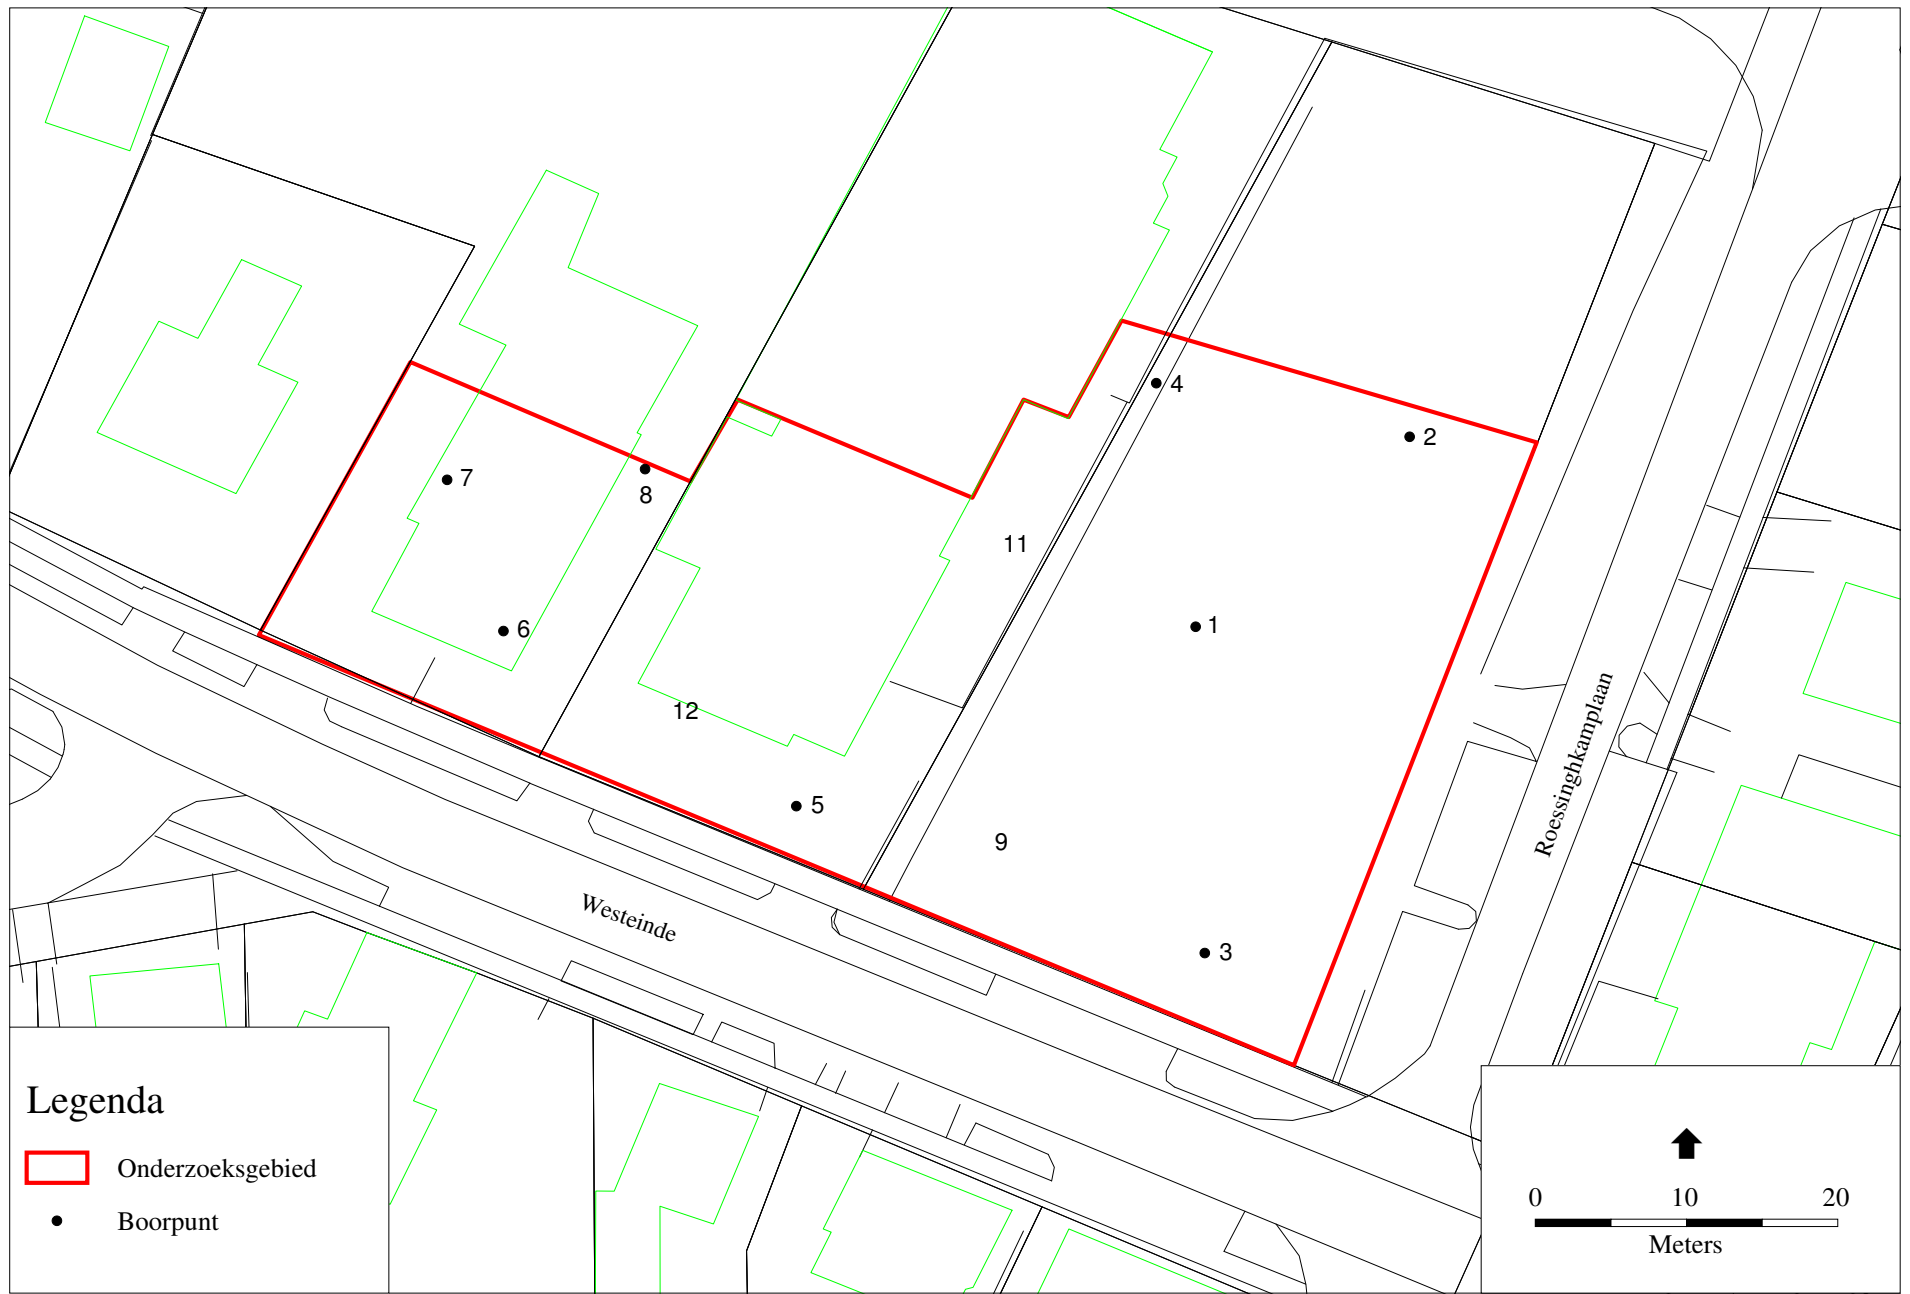 4
2
7
8
11
1
6
12
5
9
3
Roessinghkamplaan
Westeinde
Legenda
Onderzoeksgebied
Boorpunt
0 10 20
Meters